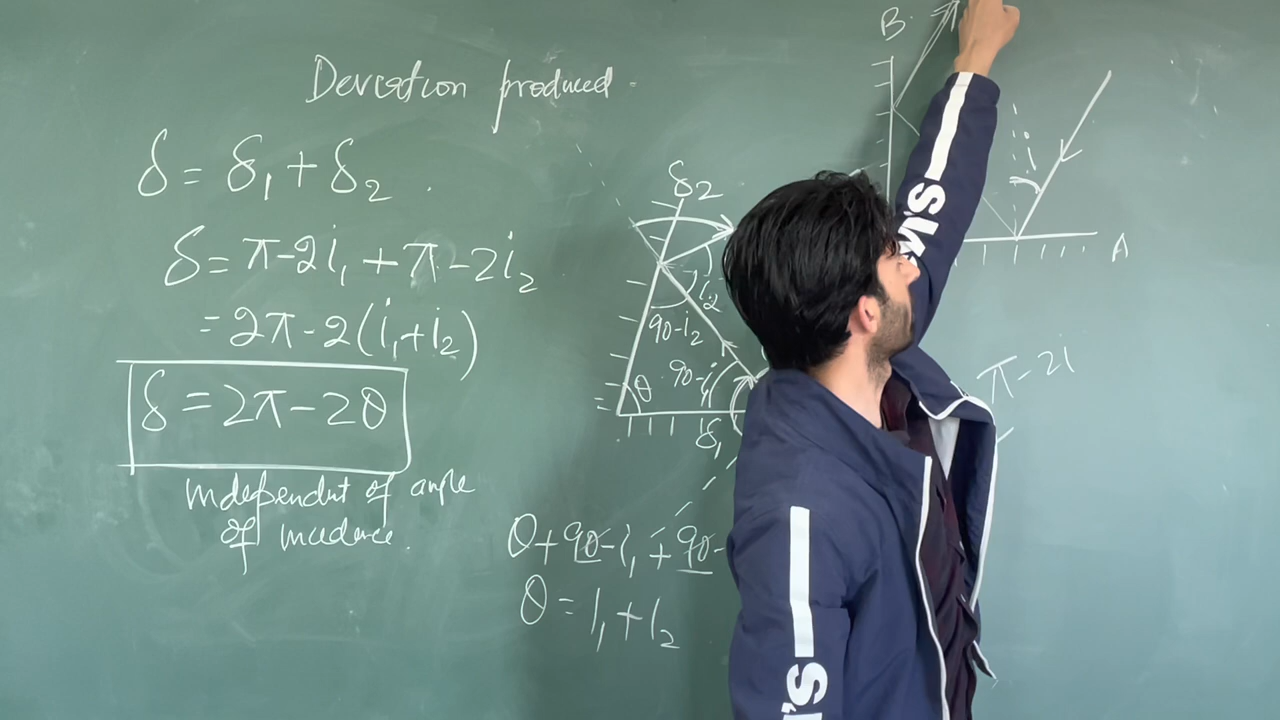 Deviation produced.
δ = δ₁ + δ₂ .
δ = π-2i₁ + π-2i₂
= 2π-2(i₁+i₂)
δ = 2π-2θ
independent of angle
of incidence.
δ₂
i₂
90-i₂
θ
90-i₁
δ₁
θ+90-i₁+90-
θ = i₁+i₂
B.
i
A
π-2i